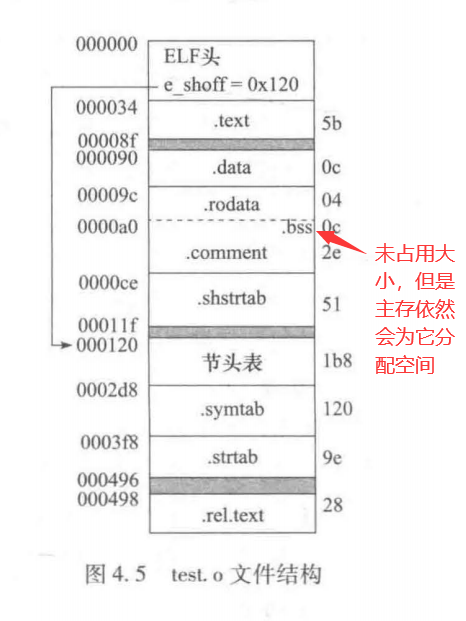 000000
ELF头
e_shoff = 0x120
000034
.text
5b
00008f
000090
.data
0c
00009c
.rodata
04
0000a0
.bss
0c
.comment
2e
未占用大
小，但是
主存依然
会为它分
配空间
0000ce
.shstrtab
51
00011f
000120
节头表
1b8
0002d8
.symtab
120
0003f8
.strtab
9e
000496
000498
.rel.text
28
图 4.5 test. o 文件结构